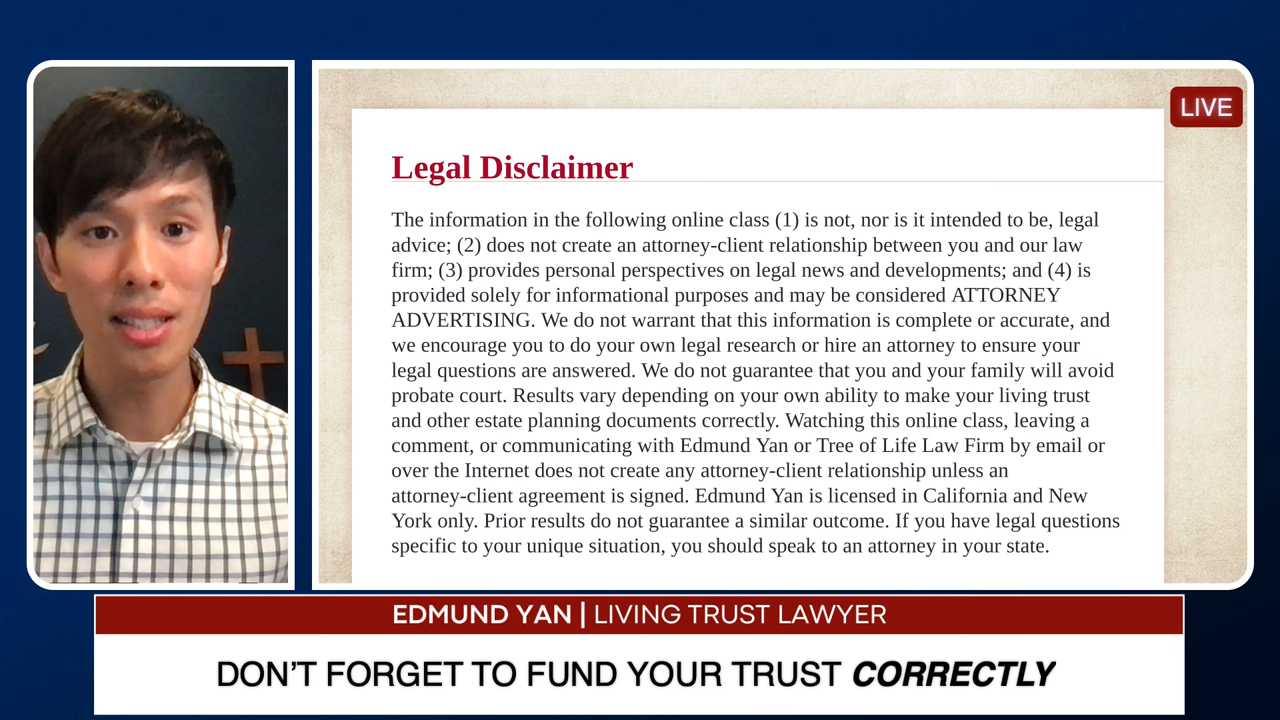 LIVE
Legal Disclaimer
The information in the following online class (1) is not, nor is it intended to be, legal
advice; (2) does not create an attorney-client relationship between you and our law
firm; (3) provides personal perspectives on legal news and developments; and (4) is
provided solely for informational purposes and may be considered ATTORNEY
ADVERTISING. We do not warrant that this information is complete or accurate, and
we encourage you to do your own legal research or hire an attorney to ensure your
legal questions are answered. We do not guarantee that you and your family will avoid
probate court. Results vary depending on your own ability to make your living trust
and other estate planning documents correctly. Watching this online class, leaving a
comment, or communicating with Edmund Yan or Tree of Life Law Firm by email or
over the Internet does not create any attorney-client relationship unless an
attorney-client agreement is signed. Edmund Yan is licensed in California and New
York only. Prior results do not guarantee a similar outcome. If you have legal questions
specific to your unique situation, you should speak to an attorney in your state.
EDMUND YAN | LIVING TRUST LAWYER
DON'T FORGET TO FUND YOUR TRUST CORRECTLY